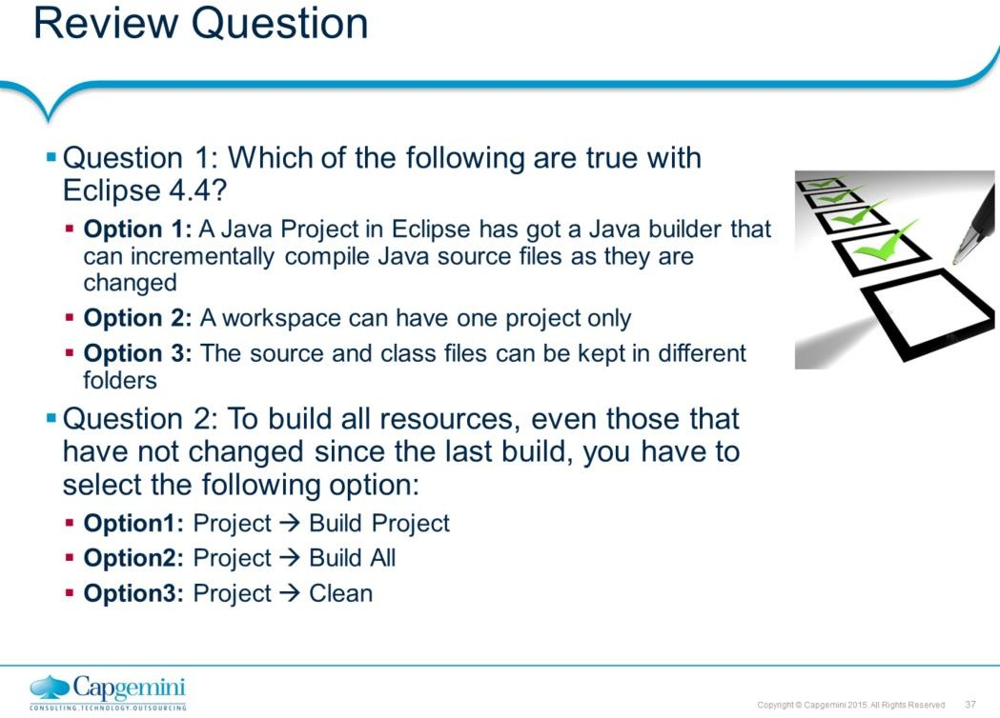 Review Question
▪ Question 1: Which of the following are true with
Eclipse 4.4?
▪ Option 1: A Java Project in Eclipse has got a Java builder that
can incrementally compile Java source files as they are
changed
▪ Option 2: A workspace can have one project only
▪ Option 3: The source and class files can be kept in different
folders
▪ Question 2: To build all resources, even those that
have not changed since the last build, you have to
select the following option:
▪ Option1: Project → Build Project
▪ Option2: Project → Build All
▪ Option3: Project → Clean
Capgemini
CONSULTING.TECHNOLOGY.OUTSOURCING
Copyright © Capgemini 2015. All Rights Reserved 37